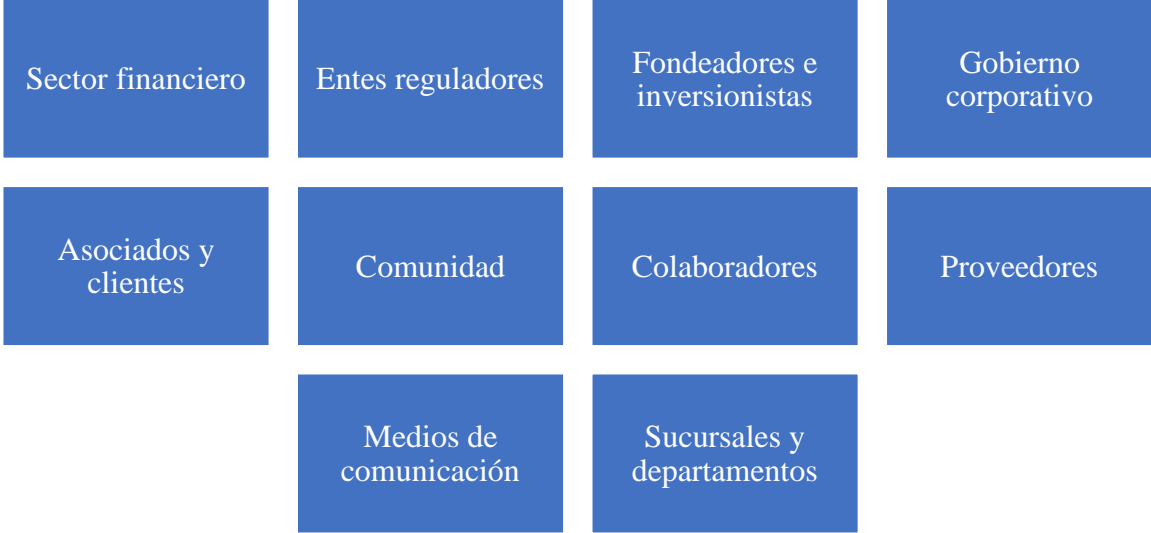 Sector financiero
Entes reguladores
Fondeadores e
inversionistas
Gobierno
corporativo
Asociados y
clientes
Comunidad
Colaboradores
Proveedores
Medios de
comunicación
Sucursales y
departamentos